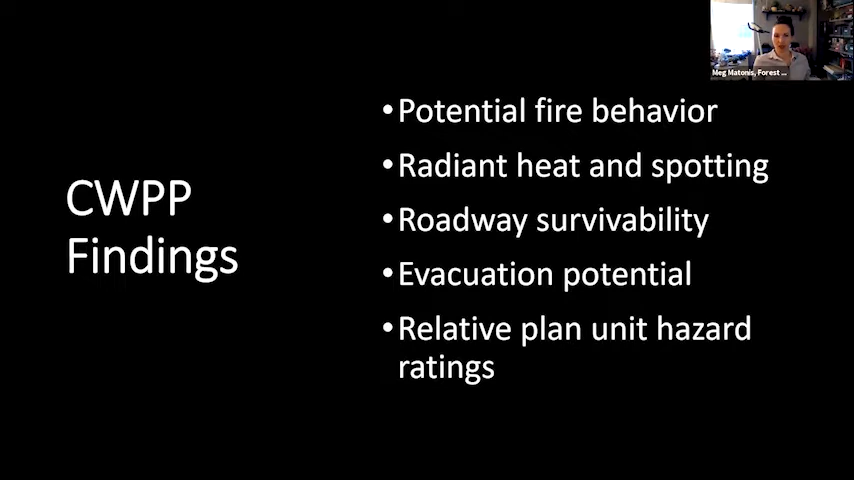 Meg Matonis, Forest ...
CWPP
Findings
•Potential fire behavior
•Radiant heat and spotting
•Roadway survivability
•Evacuation potential
•Relative plan unit hazard
ratings